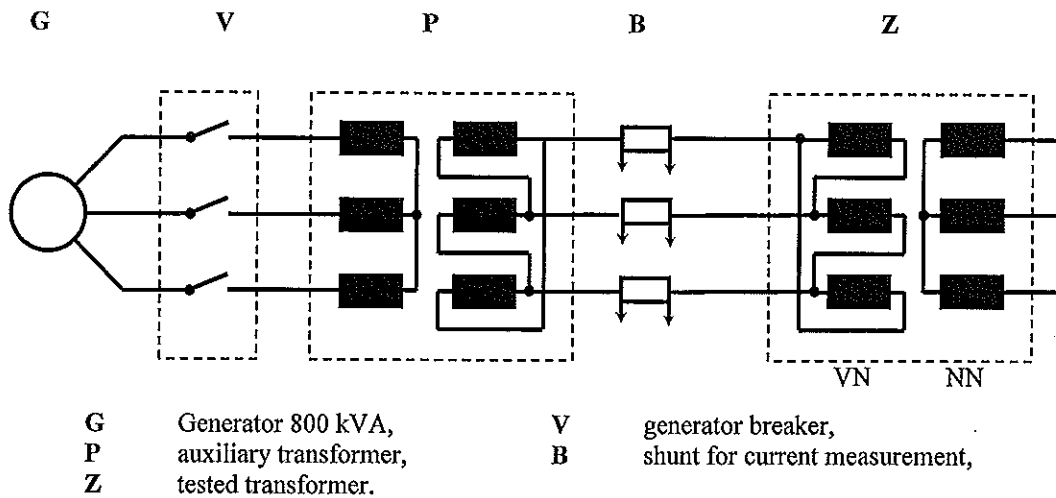 G V P B Z
VN NN
G Generator 800 kVA, V generator breaker,
P auxiliary transformer, B shunt for current measurement,
Z tested transformer.